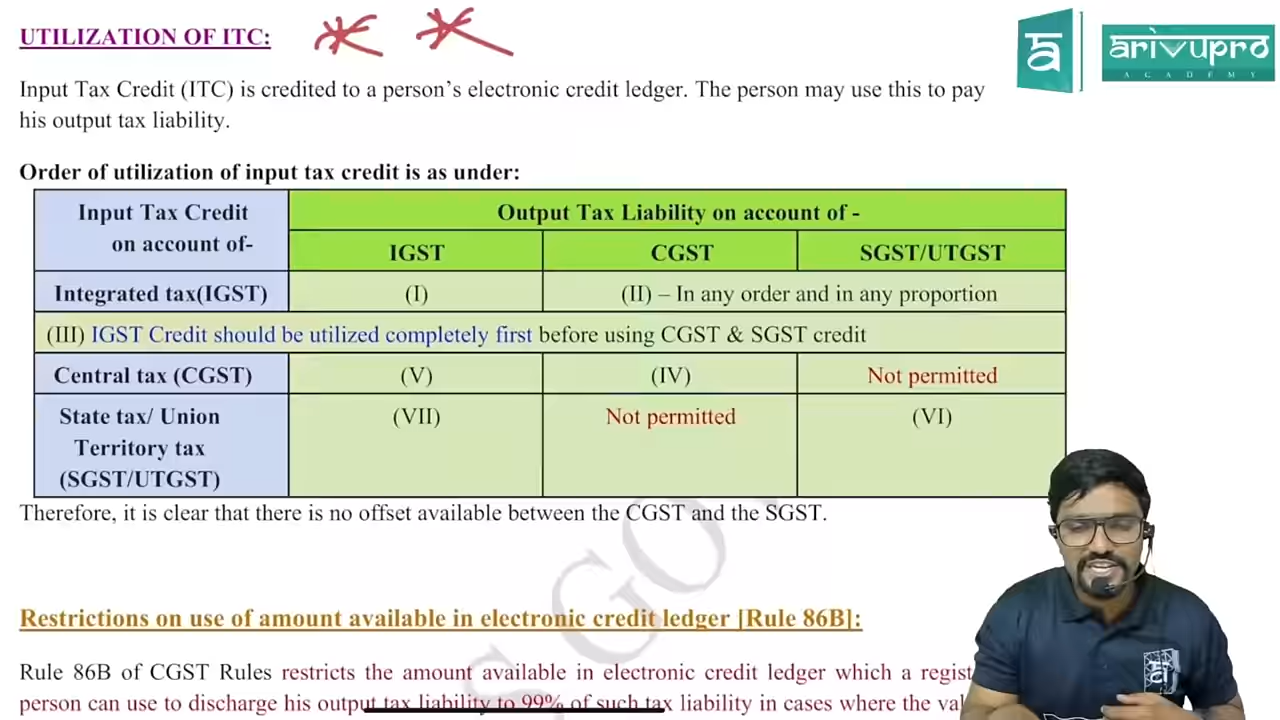 UTILIZATION OF ITC:
arivupro
ACADEMY
Input Tax Credit (ITC) is credited to a person’s electronic credit ledger. The person may use this to pay
his output tax liability.
Order of utilization of input tax credit is as under:
Input Tax Credit on account of- Output Tax Liability on account of -
IGST CGST SGST/UTGST
Integrated tax(IGST) (I) (II) – In any order and in any proportion
(III) IGST Credit should be utilized completely first before using CGST & SGST credit
Central tax (CGST) (V) (IV) Not permitted
State tax/ Union (VII) Not permitted (VI)
Territory tax
(SGST/UTGST)
Therefore, it is clear that there is no offset available between the CGST and the SGST.
Restrictions on use of amount available in electronic credit ledger [Rule 86B]:
Rule 86B of CGST Rules restricts the amount available in electronic credit ledger which a
person can use to discharge his output tax liability to 99% of such tax liability in cases where the